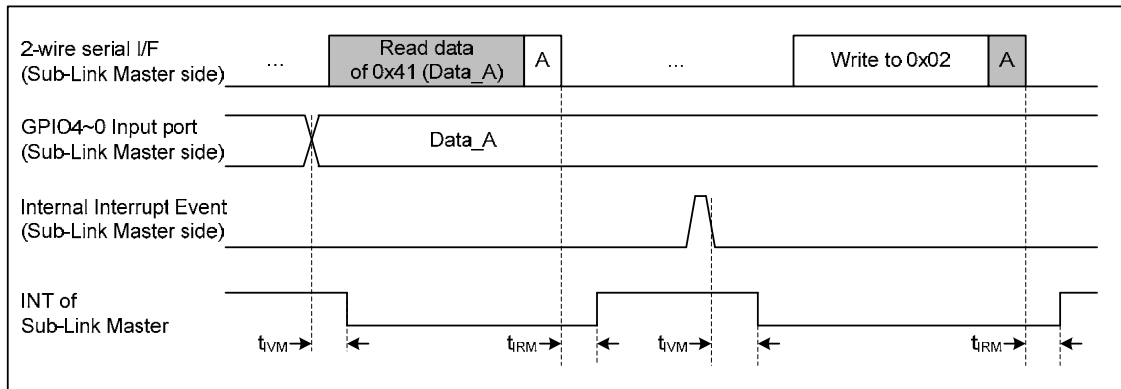 2-wire serial I/F
(Sub-Link Master side)
...
Read data
of 0x41 (Data_A)
A
...
Write to 0x02
A
GPIO4~0 Input port
(Sub-Link Master side)
Data_A
Internal Interrupt Event
(Sub-Link Master side)
INT of
Sub-Link Master
tIVM
tIRM
tIVM
tIRM